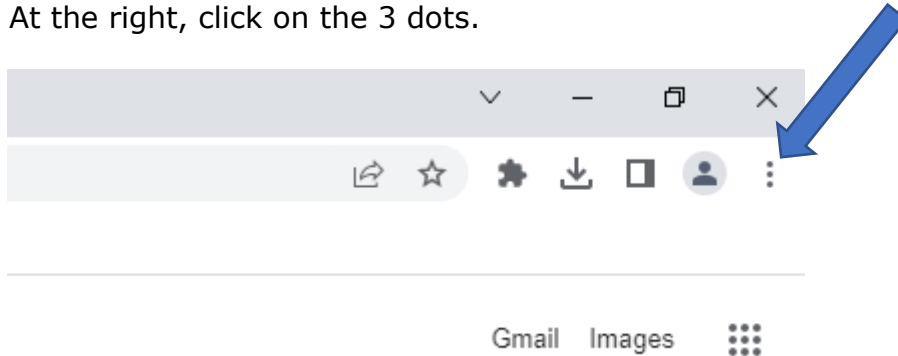 At the right, click on the 3 dots.
Gmail Images